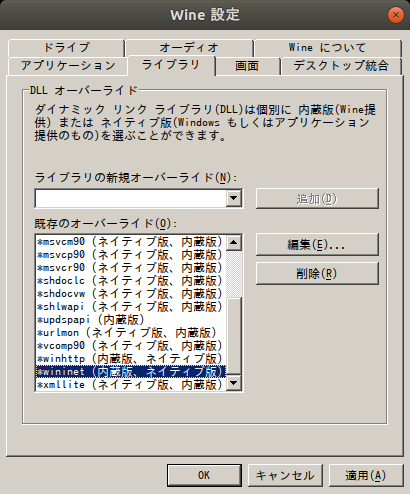 Wine 設定
ドライブ
オーディオ
Wine について
アプリケーション
ライブラリ
画面
デスクトップ統合
DLL オーバーライド
ダイナミック リンク ライブラリ(DLL)は個別に 内蔵版(Wine提
供) または ネイティブ版(Windows もしくはアプリケーション
提供のもの)を選ぶことができます。
ライブラリの新規オーバーライド(N):
追加(D)
既存のオーバーライド(O):
*msvcm90 (ネイティブ版、内蔵版)
*msvcp90 (ネイティブ版、内蔵版)
*msvcr90 (ネイティブ版、内蔵版)
*shdoclc (ネイティブ版、内蔵版)
*shdocvw (ネイティブ版、内蔵版)
*shlwapi (ネイティブ版、内蔵版)
*updspapi (内蔵版)
*urlmon (ネイティブ版、内蔵版)
*vcomp90 (ネイティブ版、内蔵版)
*winhttp (内蔵版、ネイティブ版)
*wininet (内蔵版、ネイティブ版)
*xmllite (ネイティブ版、内蔵版)
編集(E)...
削除(R)
OK
キャンセル
適用(A)